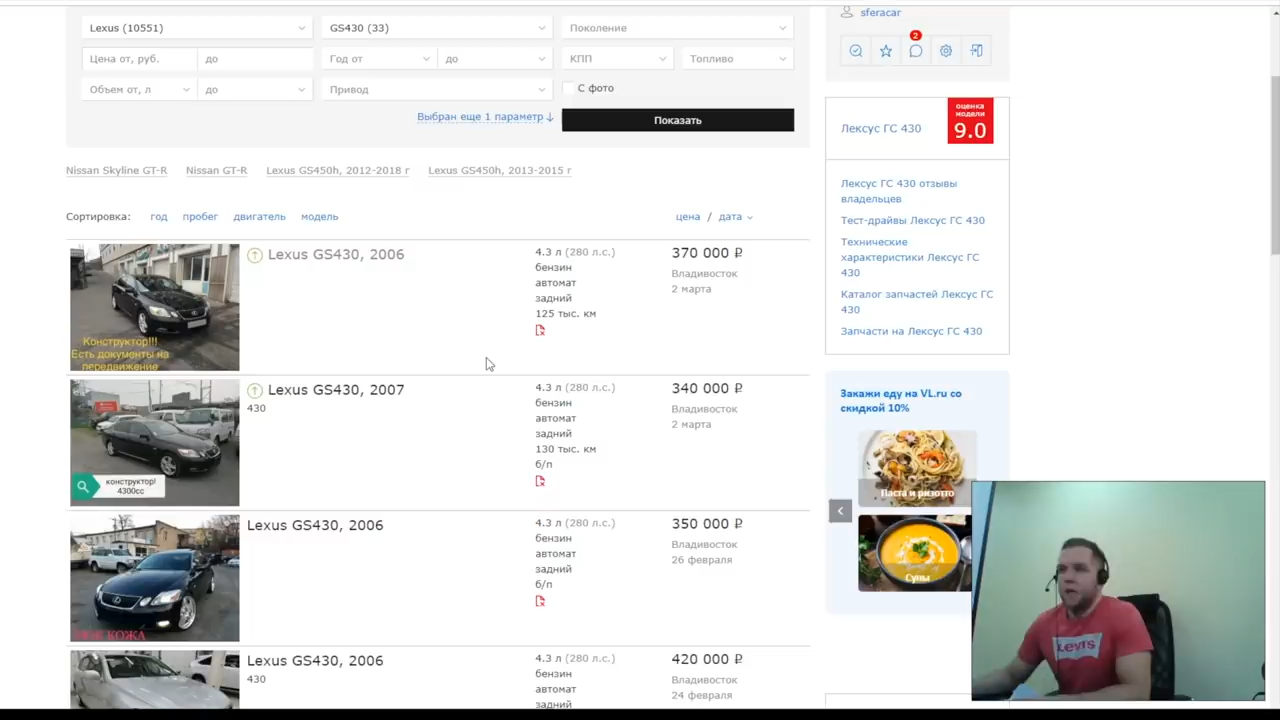 sferacar
Lexus (10551)
GS430 (33)
Поколение
Цена от, руб.
до
Год от
до
КПП
Топливо
Объем от, л
до
Привод
С фото
Выбран еще 1 параметр ↓
Показать
2
Лексус ГС 430
оценка
модели
9.0
Nissan Skyline GT-R
Nissan GT-R
Lexus GS450h, 2012-2018 г
Lexus GS450h, 2013-2015 г
Лексус ГС 430 отзывы
владельцев
Тест-драйвы Лексус ГС 430
Технические
характеристики Лексус ГС
430
Каталог запчастей Лексус ГС
430
Запчасти на Лексус ГС 430
Сортировка:
год
пробег
двигатель
модель
цена / дата
Lexus GS430, 2006
4.3 л (280 л.с.)
бензин
автомат
задний
125 тыс. км
370 000 ₽
Владивосток
2 марта
Конструктор!!!
Есть документы на
передвижение
Lexus GS430, 2007
430
4.3 л (280 л.с.)
бензин
автомат
задний
130 тыс. км
б/п
340 000 ₽
Владивосток
2 марта
конструктор!
4300сс
Lexus GS430, 2006
4.3 л (280 л.с.)
бензин
автомат
задний
б/п
350 000 ₽
Владивосток
26 февраля
КОЖА
Lexus GS430, 2006
430
4.3 л (280 л.с.)
бензин
автомат
задний
420 000 ₽
Владивосток
24 февраля
Закажи еду на VL.ru со
скидкой 10%
Паста и ризотто
Супы
LEVI'S